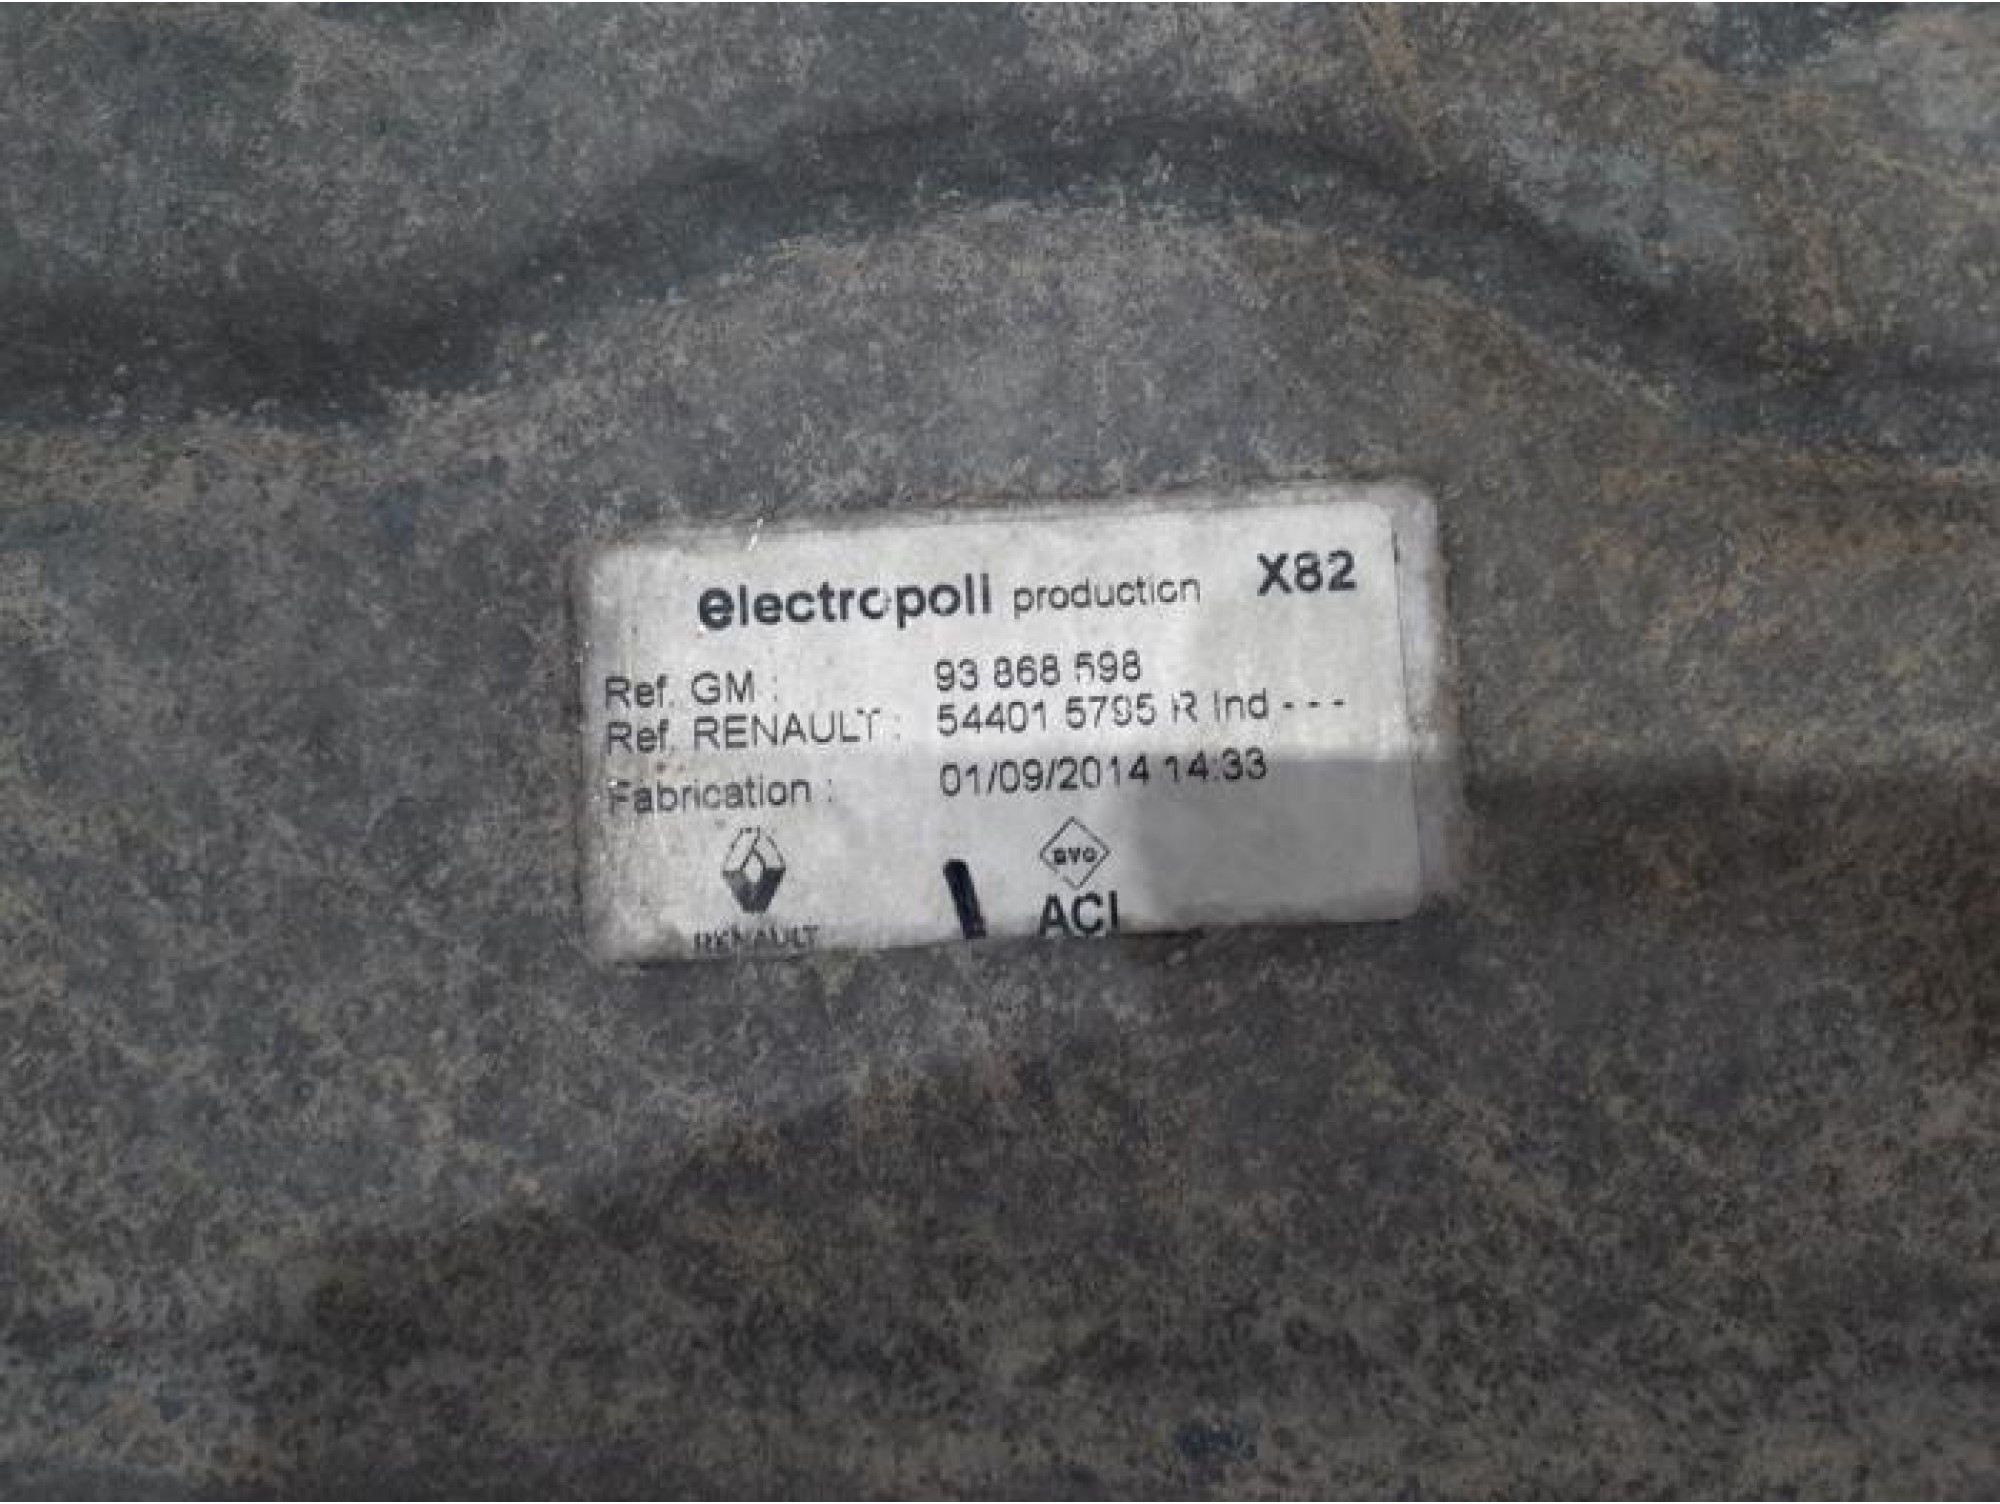 electropoli production X82
Ref. GM : 93 868 598
Ref. RENAULT : 54401 5795 R Ind - - -
Fabrication : 01/09/2014 14:33
SVO
RENAULT ACI